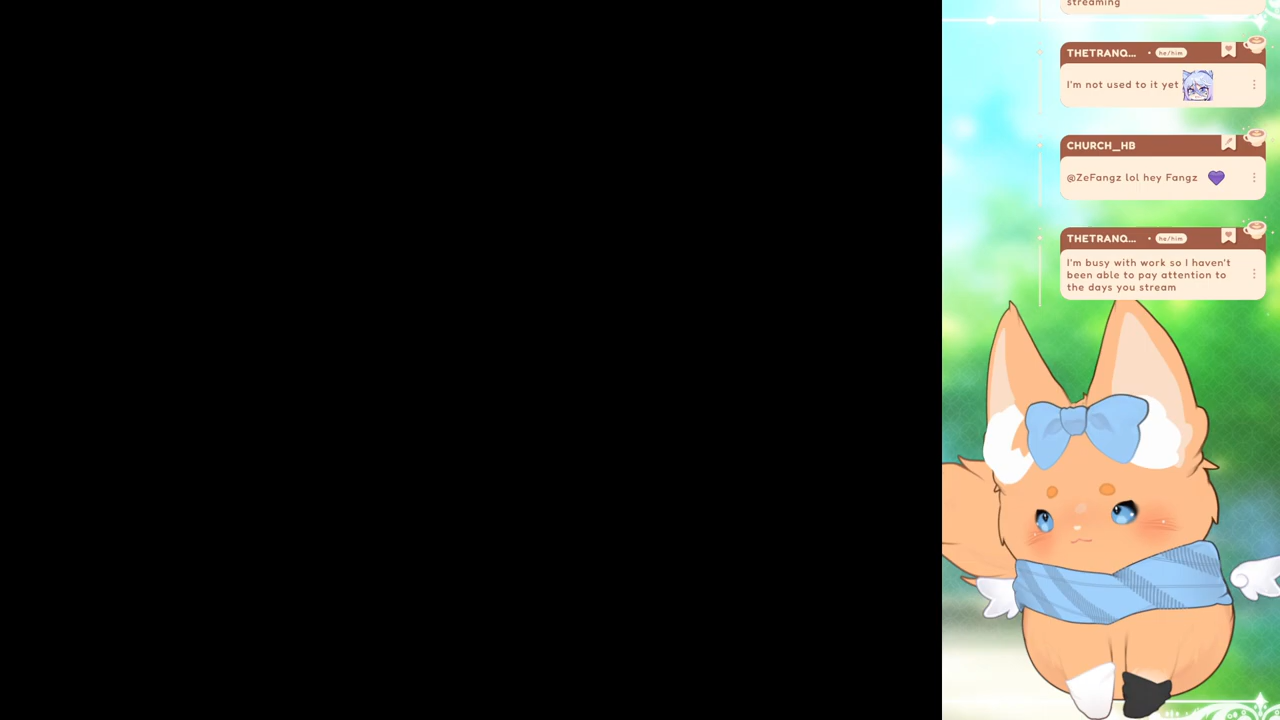 streaming
THETRANQ... • he/him
I'm not used to it yet
CHURCH_HB
@ZeFangz lol hey Fangz
THETRANQ... • he/him
I'm busy with work so I haven't
been able to pay attention to
the days you stream